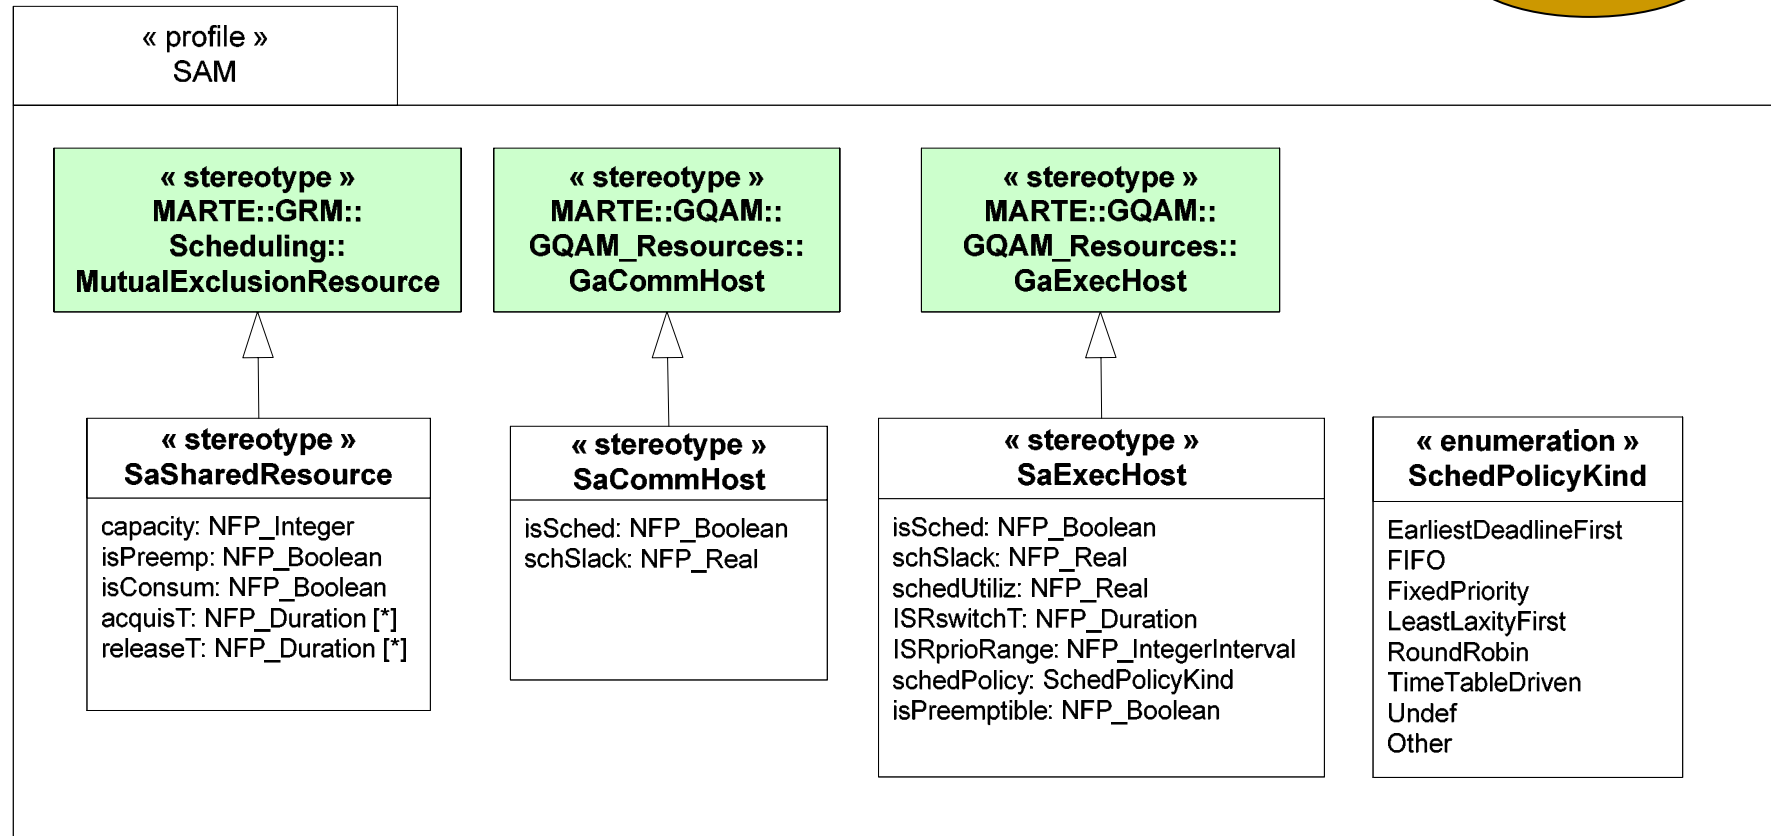 « profile »
SAM
« stereotype »
MARTE::GRM::
Scheduling::
MutualExclusionResource
« stereotype »
MARTE::GQAM::
GQAM_Resources::
GaCommHost
« stereotype »
MARTE::GQAM::
GQAM_Resources::
GaExecHost
« stereotype »
SaSharedResource
capacity: NFP_Integer
isPreemp: NFP_Boolean
isConsum: NFP_Boolean
acquisT: NFP_Duration [*]
releaseT: NFP_Duration [*]
« stereotype »
SaCommHost
isSched: NFP_Boolean
schSlack: NFP_Real
« stereotype »
SaExecHost
isSched: NFP_Boolean
schSlack: NFP_Real
schedUtiliz: NFP_Real
ISRswitchT: NFP_Duration
ISRprioRange: NFP_IntegerInterval
schedPolicy: SchedPolicyKind
isPreemptible: NFP_Boolean
« enumeration »
SchedPolicyKind
EarliestDeadlineFirst
FIFO
FixedPriority
LeastLaxityFirst
RoundRobin
TimeTableDriven
Undef
Other